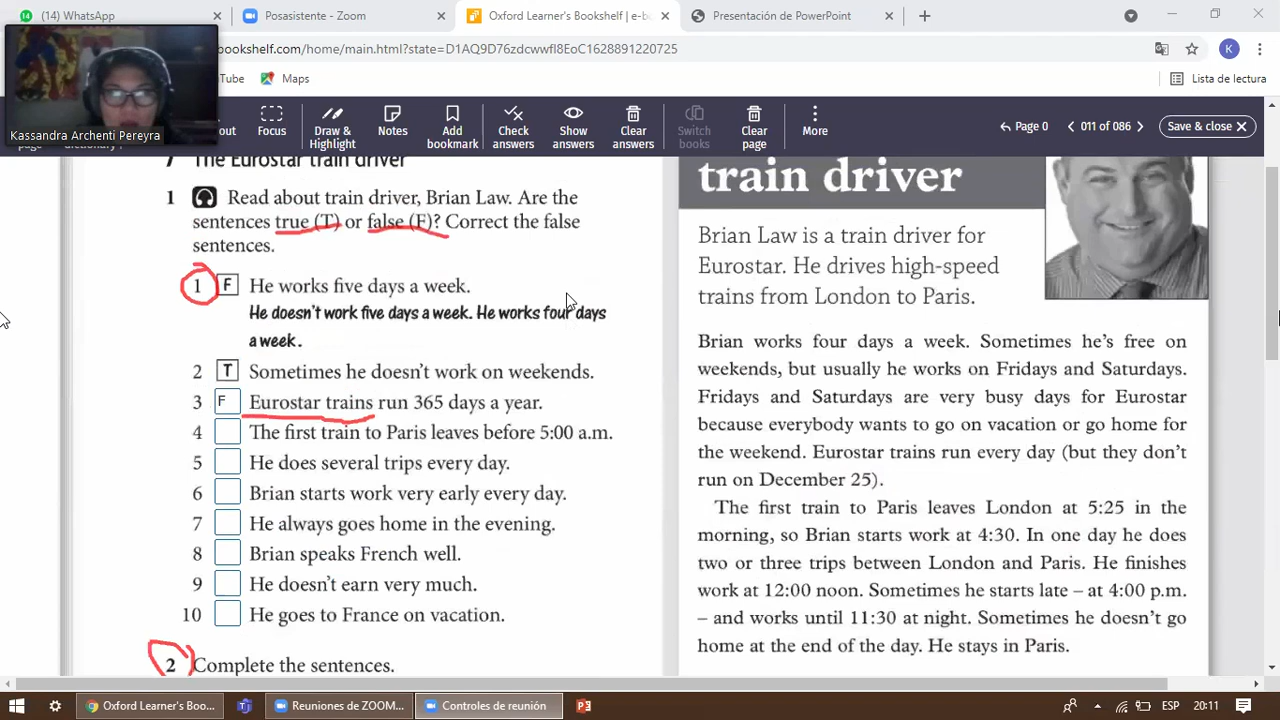 (14) WhatsApp
Posasistente - Zoom
Oxford Learner's Bookshelf | e-b
Presentación de PowerPoint
bookshelf.com/home/main.html?state=D1AQ9D76zdcwwfl8EoC1628891220725
K
Tube
Maps
Lista de lectura
Kassandra Archenti Pereyra
out
Focus
Draw &
Highlight
Notes
Add
bookmark
Check
answers
Show
answers
Clear
answers
Switch
books
Clear
page
More
Page 0
011 of 086
Save & close
page
dictionary
7 The Eurostar train driver
1 Read about train driver, Brian Law. Are the
sentences true (T) or false (F)? Correct the false
sentences.
1 F He works five days a week.
He doesn't work five days a week. He works four days
a week.
2 T Sometimes he doesn't work on weekends.
3 F Eurostar trains run 365 days a year.
4 The first train to Paris leaves before 5:00 a.m.
5 He does several trips every day.
6 Brian starts work very early every day.
7 He always goes home in the evening.
8 Brian speaks French well.
9 He doesn't earn very much.
10 He goes to France on vacation.
2 Complete the sentences.
train driver
Brian Law is a train driver for
Eurostar. He drives high-speed
trains from London to Paris.
Brian works four days a week. Sometimes he's free on
weekends, but usually he works on Fridays and Saturdays.
Fridays and Saturdays are very busy days for Eurostar
because everybody wants to go on vacation or go home for
the weekend. Eurostar trains run every day (but they don't
run on December 25).
The first train to Paris leaves London at 5:25 in the
morning, so Brian starts work at 4:30. In one day he does
two or three trips between London and Paris. He finishes
work at 12:00 noon. Sometimes he starts late – at 4:00 p.m.
– and works until 11:30 at night. Sometimes he doesn't go
home at the end of the day. He stays in Paris.
Oxford Learner's Boo...
Reuniones de ZOOM...
Controles de reunión
ESP
20:11